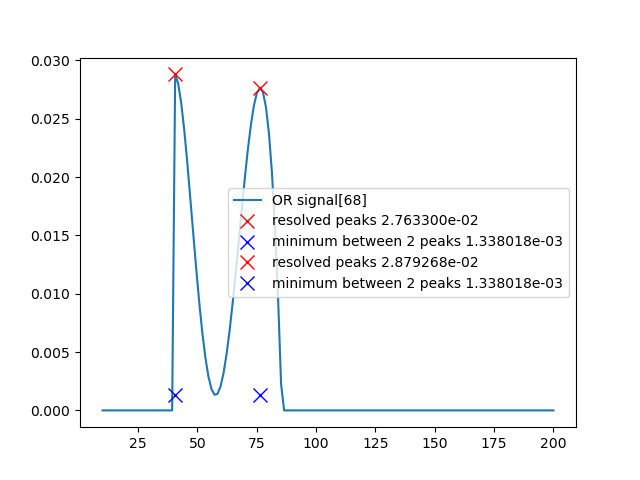 0.030
0.025
0.020
0.015
0.010
0.005
0.000
OR signal[68]
resolved peaks 2.763300e-02
minimum between 2 peaks 1.338018e-03
resolved peaks 2.879268e-02
minimum between 2 peaks 1.338018e-03
25 50 75 100 125 150 175 200